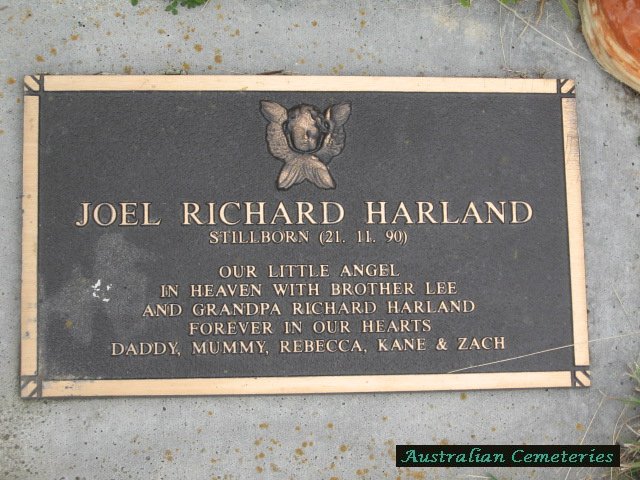 JOEL RICHARD HARLAND
STILLBORN (21. 11. 90)
OUR LITTLE ANGEL
IN HEAVEN WITH BROTHER LEE
AND GRANDPA RICHARD HARLAND
FOREVER IN OUR HEARTS
DADDY, MUMMY, REBECCA, KANE & ZACH
Australian Cemeteries